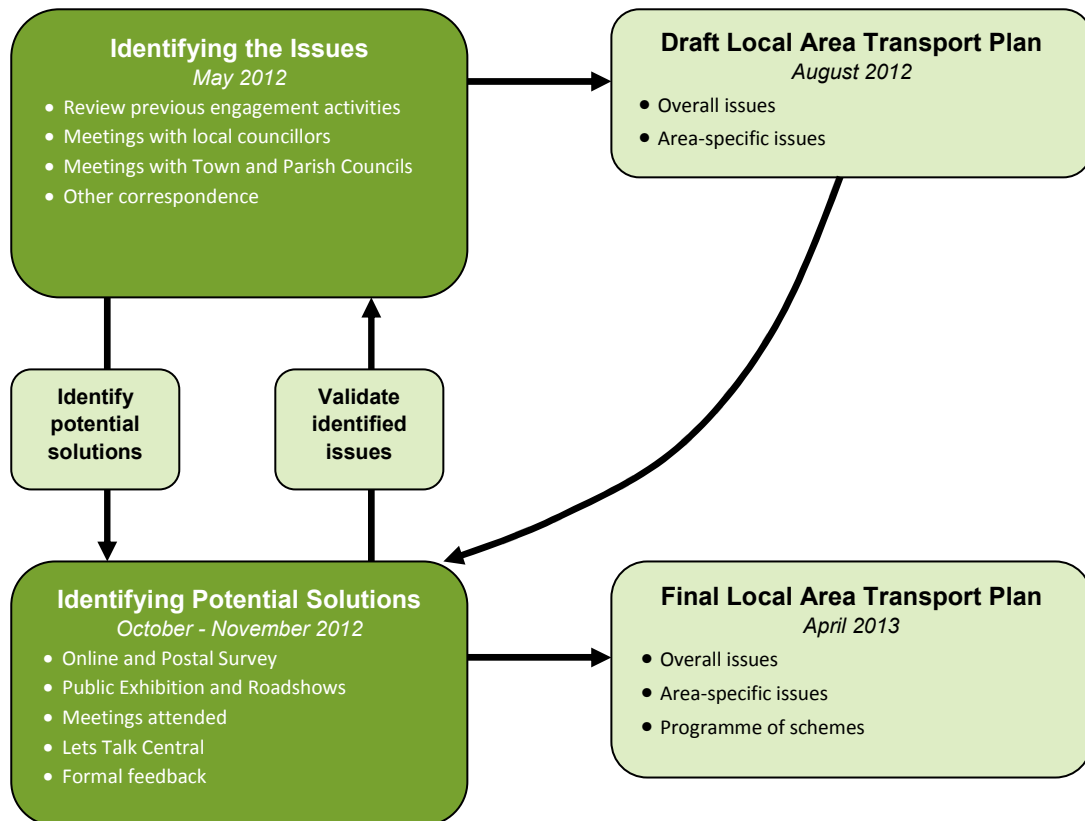 Identifying the Issues
May 2012
• Review previous engagement activities
• Meetings with local councillors
• Meetings with Town and Parish Councils
• Other correspondence
Draft Local Area Transport Plan
August 2012
• Overall issues
• Area-specific issues
Identify
potential
solutions
Validate
identified
issues
Identifying Potential Solutions
October - November 2012
• Online and Postal Survey
• Public Exhibition and Roadshows
• Meetings attended
• Lets Talk Central
• Formal feedback
Final Local Area Transport Plan
April 2013
• Overall issues
• Area-specific issues
• Programme of schemes